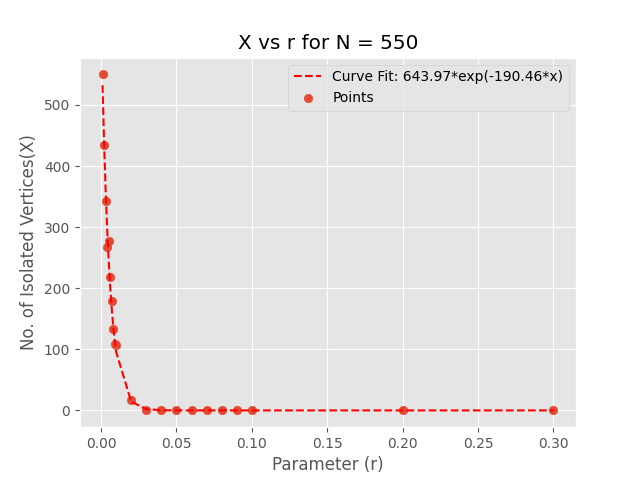 X vs r for N = 550
Curve Fit: 643.97*exp(-190.46*x)
Points
No. of Isolated Vertices(X)
500
400
300
200
100
0
0.00 0.05 0.10 0.15 0.20 0.25 0.30
Parameter (r)